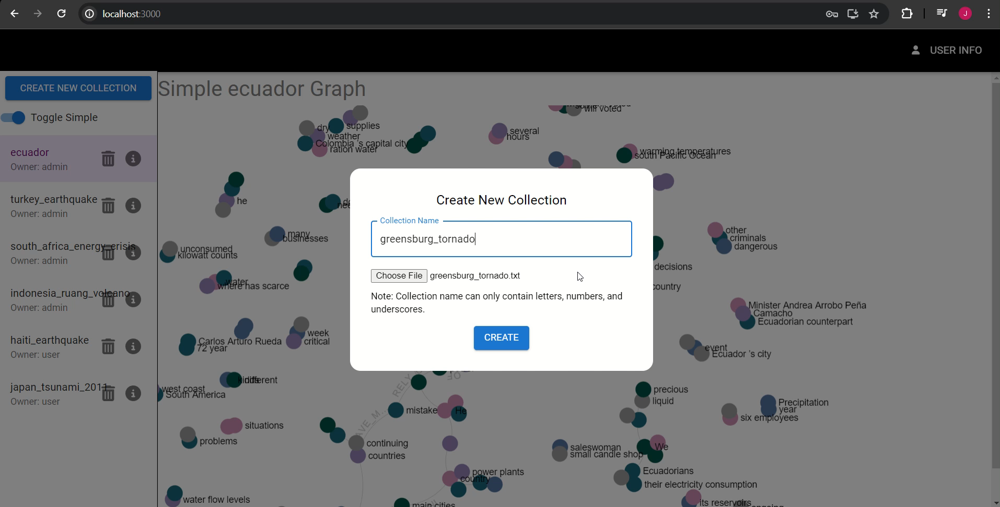 localhost:3000
J
USER INFO
CREATE NEW COLLECTION
Toggle Simple
ecuador
Owner: admin
turkey_earthquake
Owner: admin
south_africa_energy_crisis
Owner: admin
indonesia_ruang_volcano
Owner: admin
haiti_earthquake
Owner: user
japan_tsunami_2011
Owner: user
Simple ecuador Graph
will voted
dry
supplies
weather
Colombia 's capital city
ration water
several
hours
warming temperatures
south Pacific Ocean
he
many
businesses
unconsumed
kilowatt counts
water
where has scarce
other
criminals
dangerous
decisions
country
Create New Collection
Collection Name
greensburg_tornado
Choose File greensburg_tornado.txt
Note: Collection name can only contain letters, numbers, and
underscores.
CREATE
Minister Andrea Arrobo Peña
Camacho
Ecuadorian counterpart
week
critical
Carlos Arturo Rueda
72 year
event
Ecuador 's city
different
west coast
South America
RELY
OF
mistake
He
precious
liquid
Precipitation
year
six employees
situations
problems
AVE_M...
continuing
countries
saleswoman
small candle shop
We
power plants
country
Ecuadorians
their electricity consumption
water flow levels
main cities
its reservoirs
ongoing